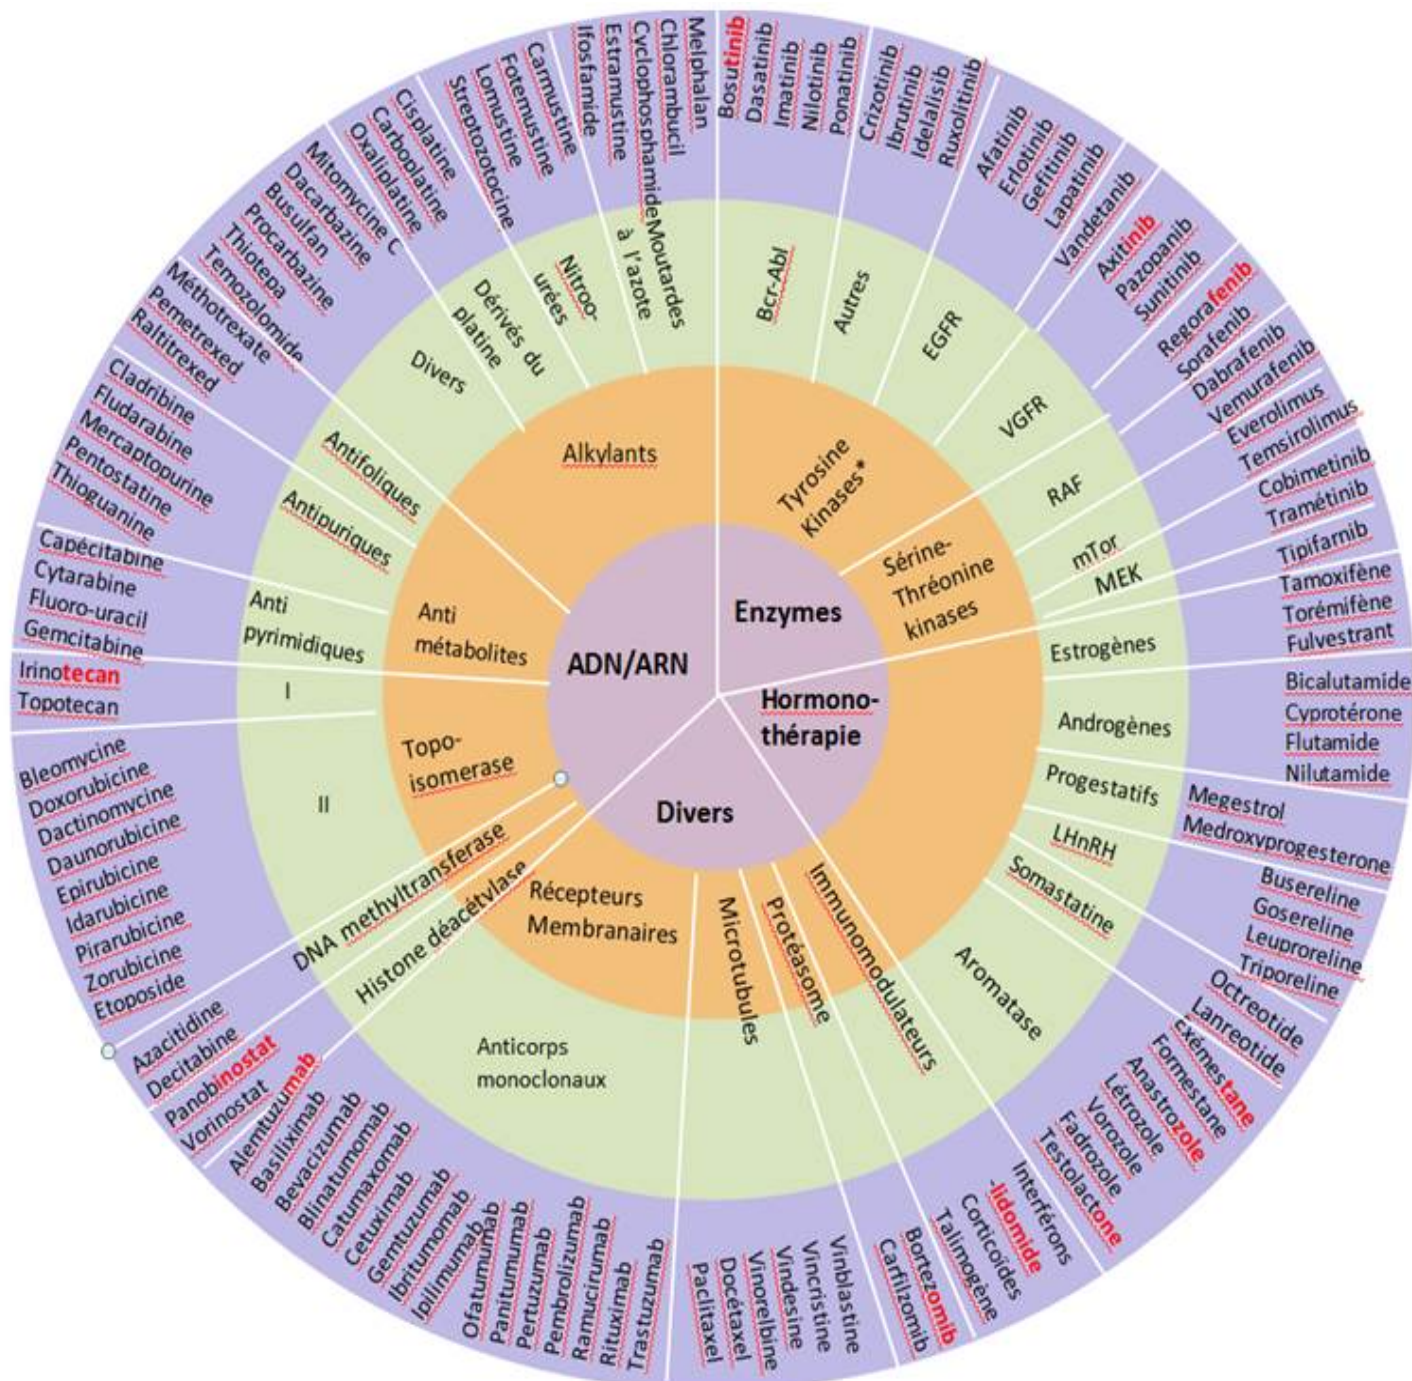 ADN/ARN
Enzymes
Hormono-
thérapie
Divers
Alkylants
Tyrosine
Kinases*
Sérine-
Thréonine
kinases
Immunomodulateurs
Protéasome
Microtubules
Récepteurs
Membranaires
Histone déacétylase
DNA methyltransferase
Topo-
isomerase
Anti
métabolites
Bcr-Abl
Autres
EGFR
VGFR
RAF
mTor
MEK
Estrogènes
Androgènes
Progestatifs
LHnRH
Somastatine
Aromatase
Anticorps
monoclonaux
II
I
Anti
pyrimidiques
Antipuriques
Antifoliques
Divers
Dérivés du
platine
Nitroo-
urées
Moutardes
à l'azote
Bosutinib
Dasatinib
Imatinib
Nilotinib
Ponatinib
Crizotinib
Ibrutinib
Idelalisib
Ruxolitinib
Afatinib
Erlotinib
Gefitinib
Lapatinib
Vandetanib
Axitinib
Pazopanib
Sunitinib
Regorafenib
Sorafenib
Dabrafenib
Vemurafenib
Everolimus
Temsirolimus
Cobimetinib
Tramétinib
Tipifarnib
Tamoxifène
Torémifène
Fulvestrant
Bicalutamide
Cyprotérone
Flutamide
Nilutamide
Megestrol
Medroxyprogesterone
Busereline
Gosereline
Leuproreline
Triporeline
Octreotide
Lanreotide
Exémestane
Formestane
Anastrozole
Létrozole
Vorozole
Fadrozole
Testolactone
Interférons
-lidomide
Corticoides
Talimogène
Bortezomib
Carfilzomib
Vinblastine
Vincristine
Vindesine
Vinorelbine
Docétaxel
Paclitaxel
Trastuzumab
Rituximab
Ramucirumab
Pembrolizumab
Pertuzumab
Panitumumab
Ofatumumab
Ipilimumab
Ibritumomab
Gemtuzumab
Cetuximab
Catumaxomab
Blinatumomab
Bevacizumab
Basiliximab
Alemtuzumab
Vorinostat
Panobinostat
Decitabine
Azacitidine
Etoposide
Zorubicine
Pirarubicine
Idarubicine
Epirubicine
Daunorubicine
Dactinomycine
Doxorubicine
Bleomycine
Topotecan
Irinotecan
Gemcitabine
Fluoro-uracil
Cytarabine
Capécitabine
Thioguanine
Pentostatine
Mercaptopurine
Fludarabine
Cladribine
Raltitrexed
Pemetrexed
Méthotrexate
Temozolomide
Thiotepa
Procarbazine
Busulfan
Dacarbazine
Mitomycine C
Oxaliplatine
Carboplatine
Cisplatine
Streptozotocine
Lomustine
Fotemustine
Carmustine
Ifosfamide
Estramustine
Cyclophosphamide
Chlorambucil
Melphalan